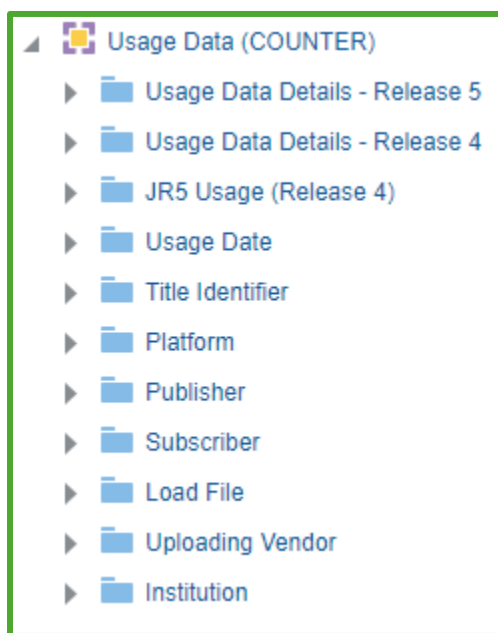 Usage Data (COUNTER)
Usage Data Details - Release 5
Usage Data Details - Release 4
JR5 Usage (Release 4)
Usage Date
Title Identifier
Platform
Publisher
Subscriber
Load File
Uploading Vendor
Institution